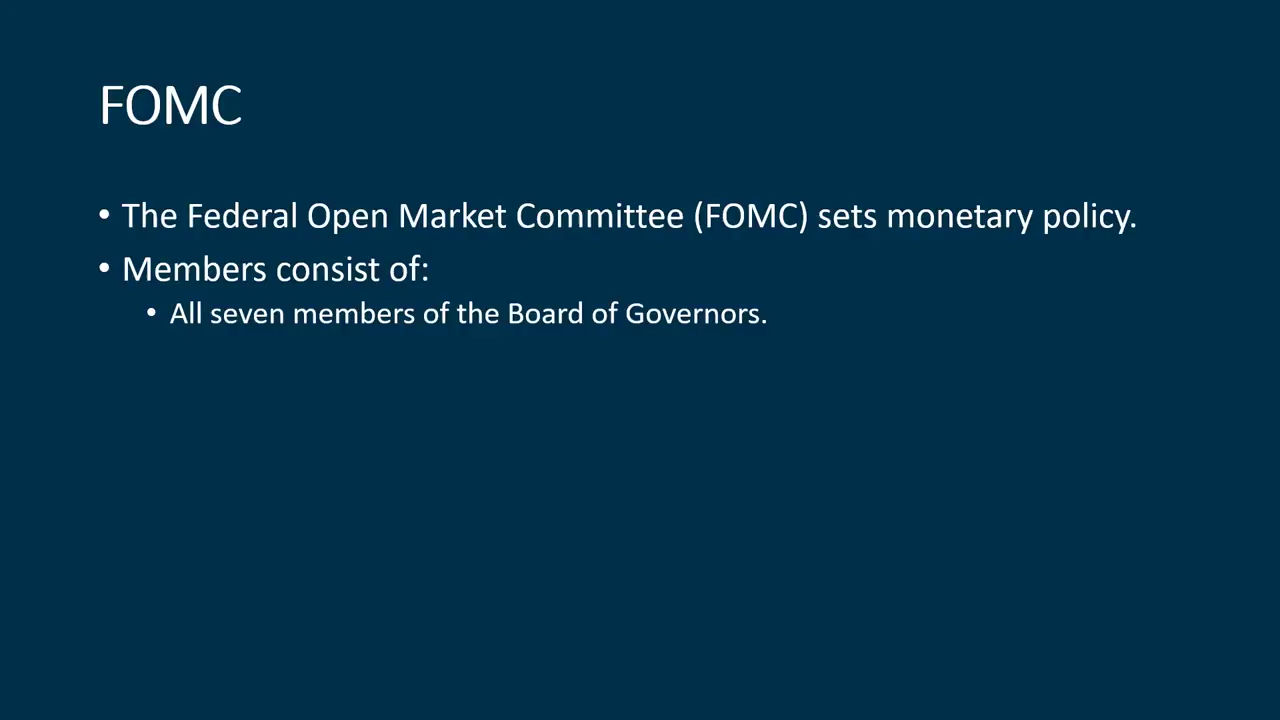 FOMC
• The Federal Open Market Committee (FOMC) sets monetary policy.
• Members consist of:
• All seven members of the Board of Governors.